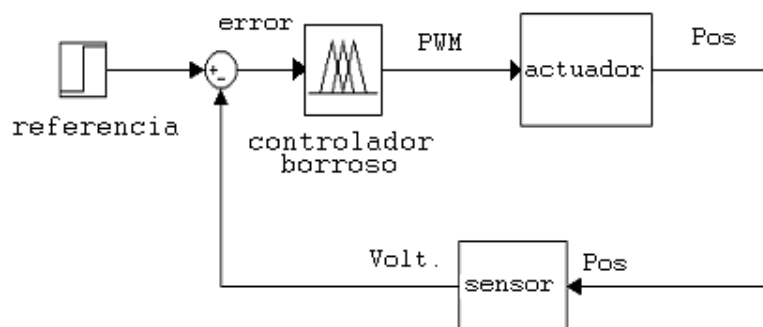 error
PWM
Pos
+
-
actuador
referencia
controlador
borroso
Volt.
sensor
Pos